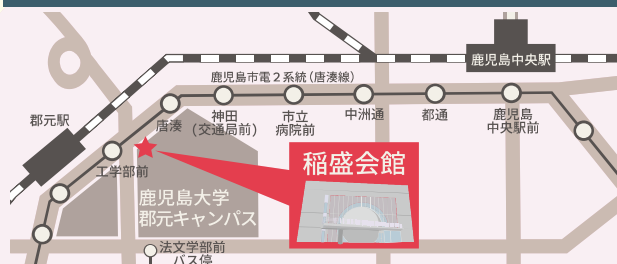 鹿児島中央駅
鹿児島市電2系統(唐湊線)
郡元駅
唐湊
神田
(交通局前)
市立
病院前
中洲通
都通
鹿児島
中央駅前
工学部前
稲盛会館
鹿児島大学
郡元キャンパス
法文学部前
バス停